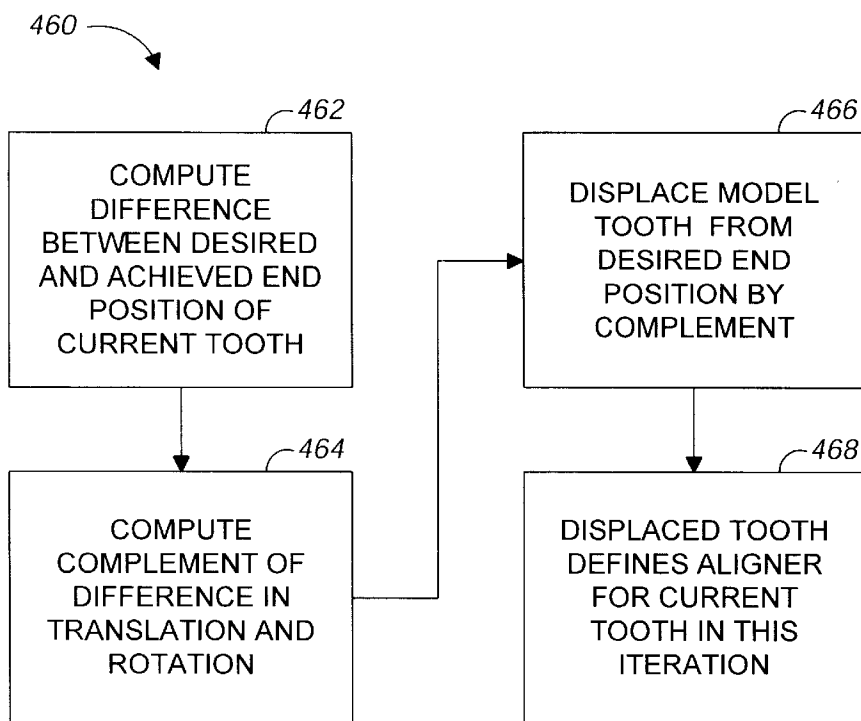 460
462
COMPUTE
DIFFERENCE
BETWEEN DESIRED
AND ACHIEVED END
POSITION OF
CURRENT TOOTH
464
COMPUTE
COMPLEMENT OF
DIFFERENCE IN
TRANSLATION AND
ROTATION
466
DISPLACE MODEL
TOOTH FROM
DESIRED END
POSITION BY
COMPLEMENT
468
DISPLACED TOOTH
DEFINES ALIGNER
FOR CURRENT
TOOTH IN THIS
ITERATION